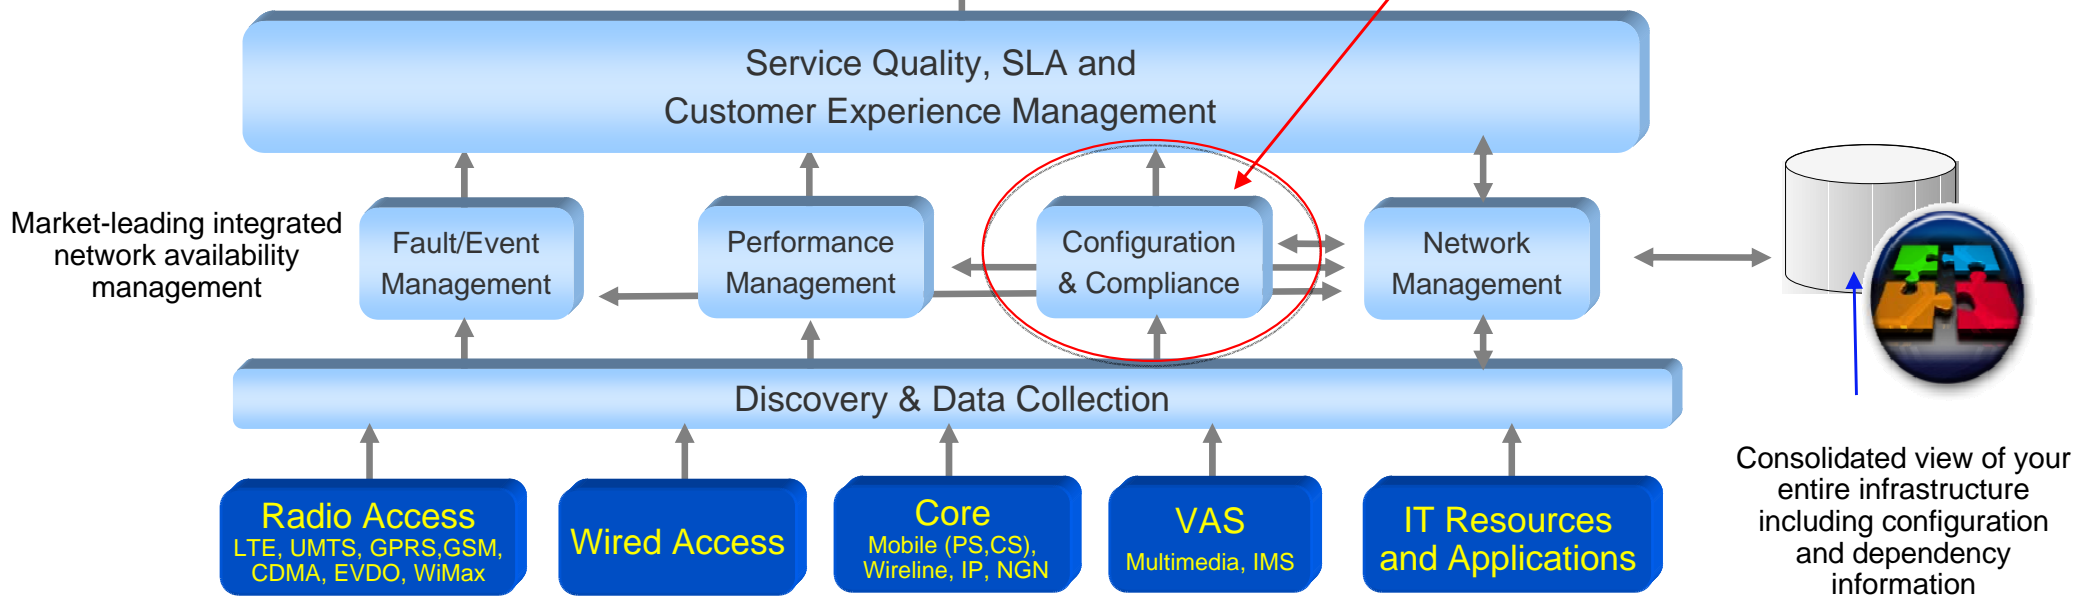 Service Quality, SLA and
Customer Experience Management
Market-leading integrated
network availability
management
Fault/Event
Management
Performance
Management
Configuration
& Compliance
Network
Management
Discovery & Data Collection
Radio Access
LTE, UMTS, GPRS,GSM,
CDMA, EVDO, WiMax
Wired Access
Core
Mobile (PS,CS),
Wireline, IP, NGN
VAS
Multimedia, IMS
IT Resources
and Applications
Consolidated view of your
entire infrastructure
including configuration
and dependency
information